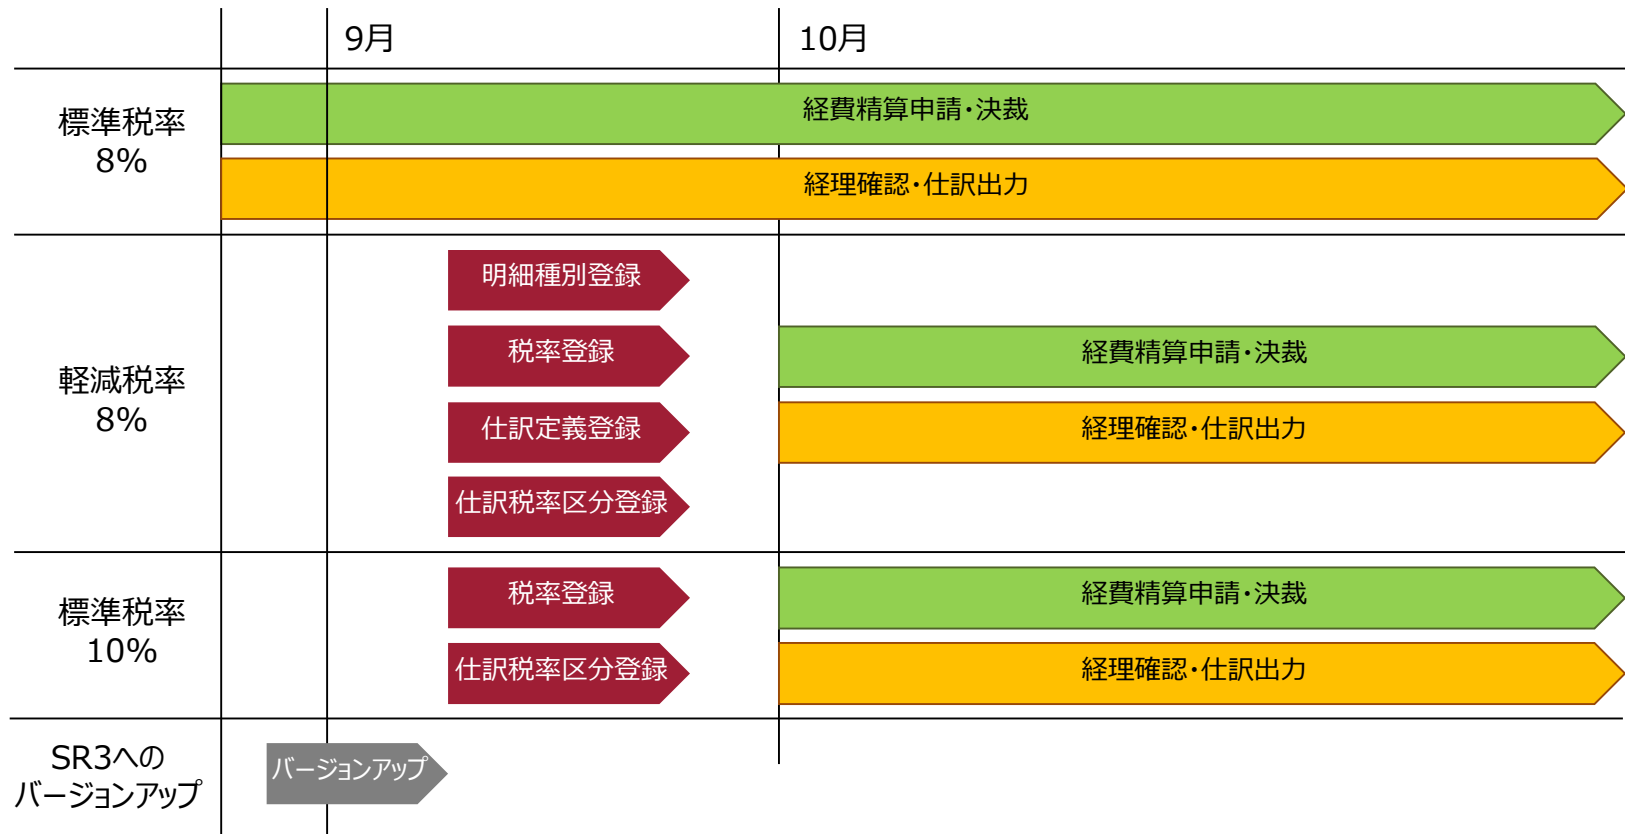 9月
10月
標準税率
8%
経費精算申請・決裁
経理確認・仕訳出力
軽減税率
8%
明細種別登録
税率登録
経費精算申請・決裁
仕訳定義登録
経理確認・仕訳出力
仕訳税率区分登録
標準税率
10%
税率登録
経費精算申請・決裁
仕訳税率区分登録
経理確認・仕訳出力
SR3への
バージョンアップ
バージョンアップ